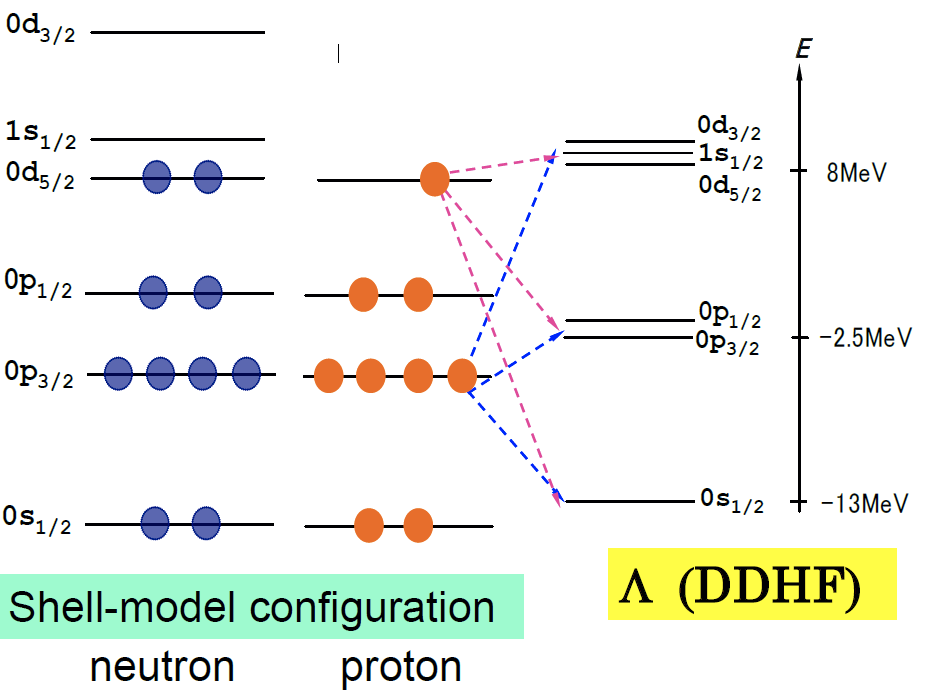 0d3/2
1s1/2
0d5/2
0p1/2
0p3/2
0s1/2
E
0d3/2
1s1/2
0d5/2
8MeV
0p1/2
0p3/2
−2.5MeV
0s1/2
−13MeV
Λ (DDHF)
Shell-model configuration
neutron proton